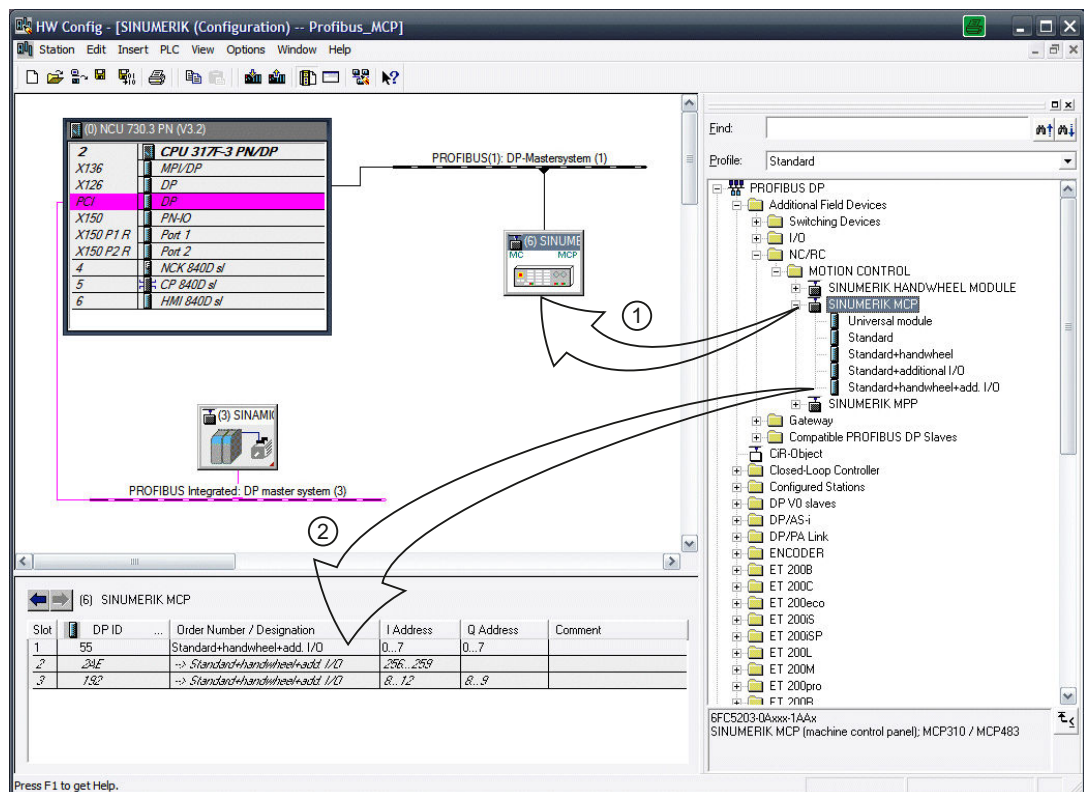 HW Config - [SINUMERIK (Configuration) -- Profibus_MCP]
Station Edit Insert PLC View Options Window Help
(0) NCU 730.3 PN (V3.2)
2 CPU 317F-3 PN/DP
X136 MPI/DP
X126 DP
PCI DP
X150 PN-IO
X150 P1 R Port 1
X150 P2 R Port 2
4 NCK 840D sl
5 CP 840D sl
6 HMI 840D sl
PROFIBUS(1): DP-Mastersystem (1)
(6) SINUME
MC MCP
1
(3) SINAMI
PROFIBUS Integrated: DP master system (3)
2
(6) SINUMERIK MCP
Slot DP ID ... Order Number / Designation I Address Q Address Comment
1 55 Standard+handwheel+add. I/O 0...7 0...7
2 2AE --> Standard+handwheel+add. I/O 256...259
3 192 --> Standard+handwheel+add. I/O 8...12 8...9
Find:
Profile: Standard
PROFIBUS DP
Additional Field Devices
Switching Devices
I/O
NC/RC
MOTION CONTROL
SINUMERIK HANDWHEEL MODULE
SINUMERIK MCP
Universal module
Standard
Standard+handwheel
Standard+additional I/O
Standard+handwheel+add. I/O
SINUMERIK MPP
Gateway
Compatible PROFIBUS DP Slaves
CiR-Object
Closed-Loop Controller
Configured Stations
DP V0 slaves
DP/AS-i
DP/PA Link
ENCODER
ET 200B
ET 200C
ET 200eco
ET 200iS
ET 200iSP
ET 200L
ET 200M
ET 200pro
ET 200R
6FC5203-0Axxx-1AAx
SINUMERIK MCP (machine control panel); MCP310 / MCP483
Press F1 to get Help.